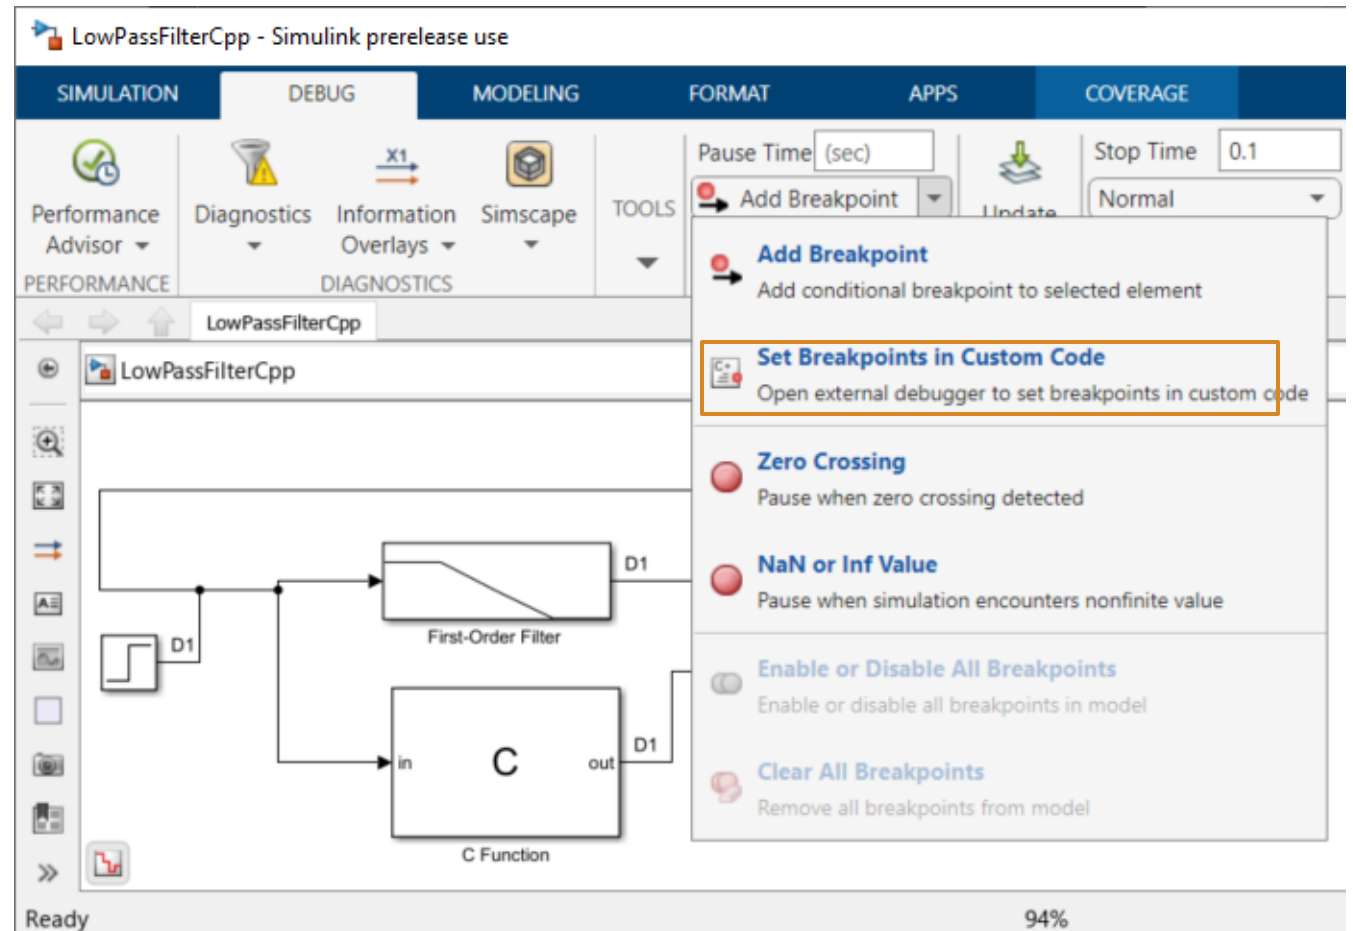 LowPassFilterCpp - Simulink prerelease use
SIMULATION DEBUG MODELING FORMAT APPS COVERAGE
Pause Time (sec) Stop Time 0.1
Add Breakpoint Normal
Performance Diagnostics Information Simscape TOOLS Update
Advisor Overlays
PERFORMANCE DIAGNOSTICS
LowPassFilterCpp
LowPassFilterCpp
Add Breakpoint
Add conditional breakpoint to selected element
Set Breakpoints in Custom Code
Open external debugger to set breakpoints in custom code
Zero Crossing
Pause when zero crossing detected
NaN or Inf Value
Pause when simulation encounters nonfinite value
Enable or Disable All Breakpoints
Enable or disable all breakpoints in model
Clear All Breakpoints
Remove all breakpoints from model
D1
First-Order Filter
D1
D1
in C out
C Function
Ready 94%